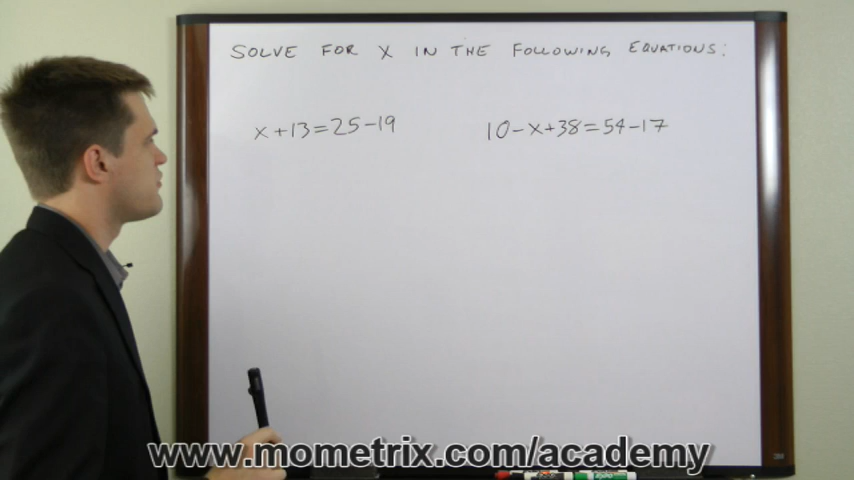 SOLVE FOR X IN THE FOLLOWING EQUATIONS:
x+13=25-19
10-x+38=54-17
www.mometrix.com/academy